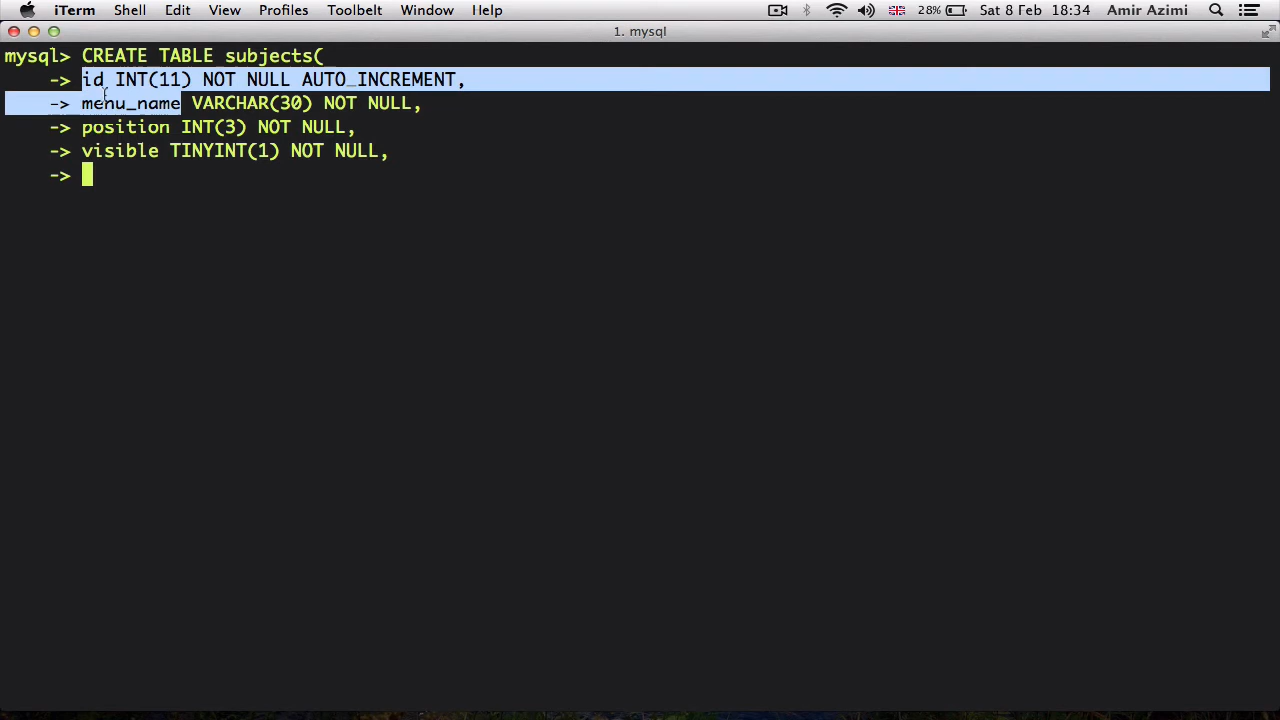 iTerm Shell Edit View Profiles Toolbelt Window Help 28% Sat 8 Feb 18:34 Amir Azimi
1. mysql
mysql> CREATE TABLE subjects(
-> id INT(11) NOT NULL AUTO_INCREMENT,
-> menu_name VARCHAR(30) NOT NULL,
-> position INT(3) NOT NULL,
-> visible TINYINT(1) NOT NULL,
->